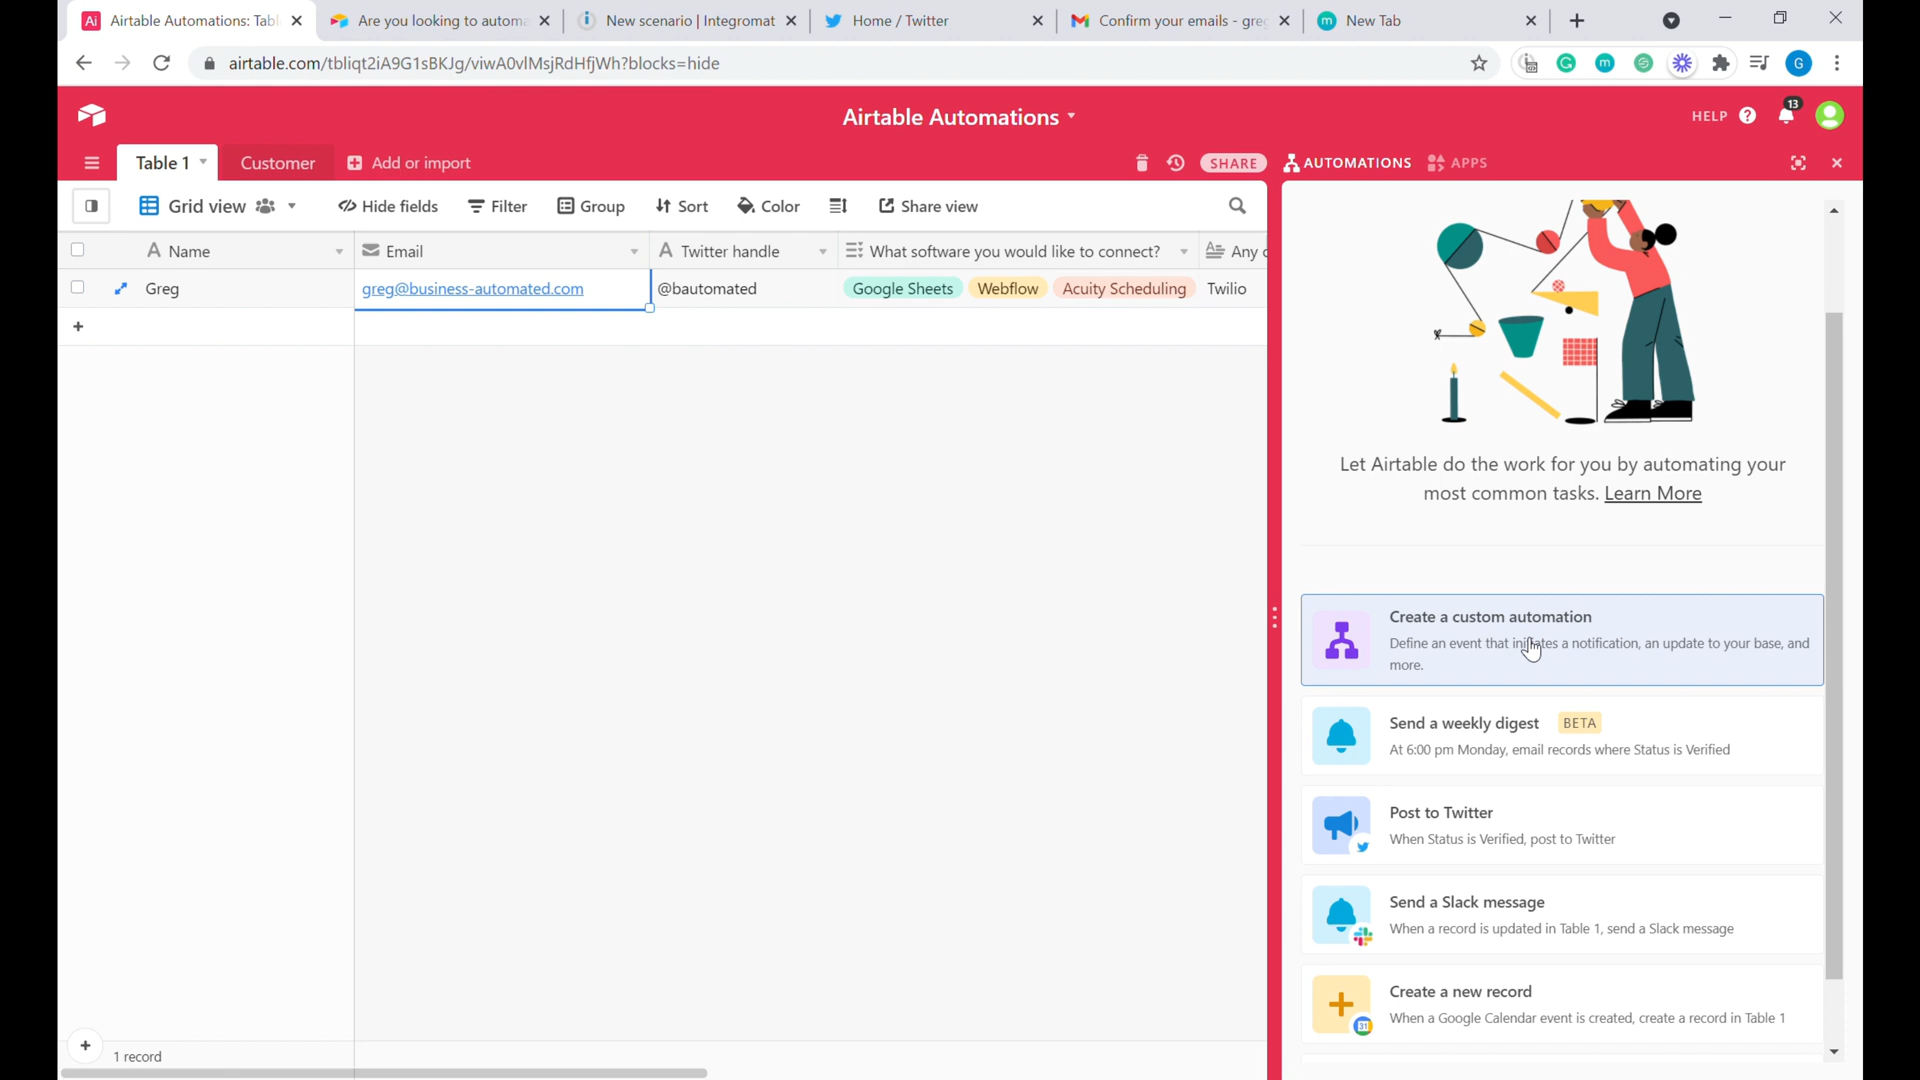 Ai Airtable Automations: Tabl
Are you looking to automa
New scenario | Integromat
Home / Twitter
Confirm your emails - greg
m New Tab
airtable.com/tbliqt2iA9G1sBKJg/viwA0vlMsjRdHfjWh?blocks=hide
G m G
Airtable Automations
HELP ? 13
Table 1
Customer
Add or import
SHARE
AUTOMATIONS
APPS
Grid view
Hide fields
Filter
Group
Sort
Color
Share view
A Name
Email
A Twitter handle
What software you would like to connect?
Any
Greg
greg@business-automated.com
@bautomated
Google Sheets
Webflow
Acuity Scheduling
Twilio
Let Airtable do the work for you by automating your
most common tasks. Learn More
Create a custom automation
Define an event that initiates a notification, an update to your base, and
more.
Send a weekly digest BETA
At 6:00 pm Monday, email records where Status is Verified
Post to Twitter
When Status is Verified, post to Twitter
Send a Slack message
When a record is updated in Table 1, send a Slack message
Create a new record
When a Google Calendar event is created, create a record in Table 1
31
1 record